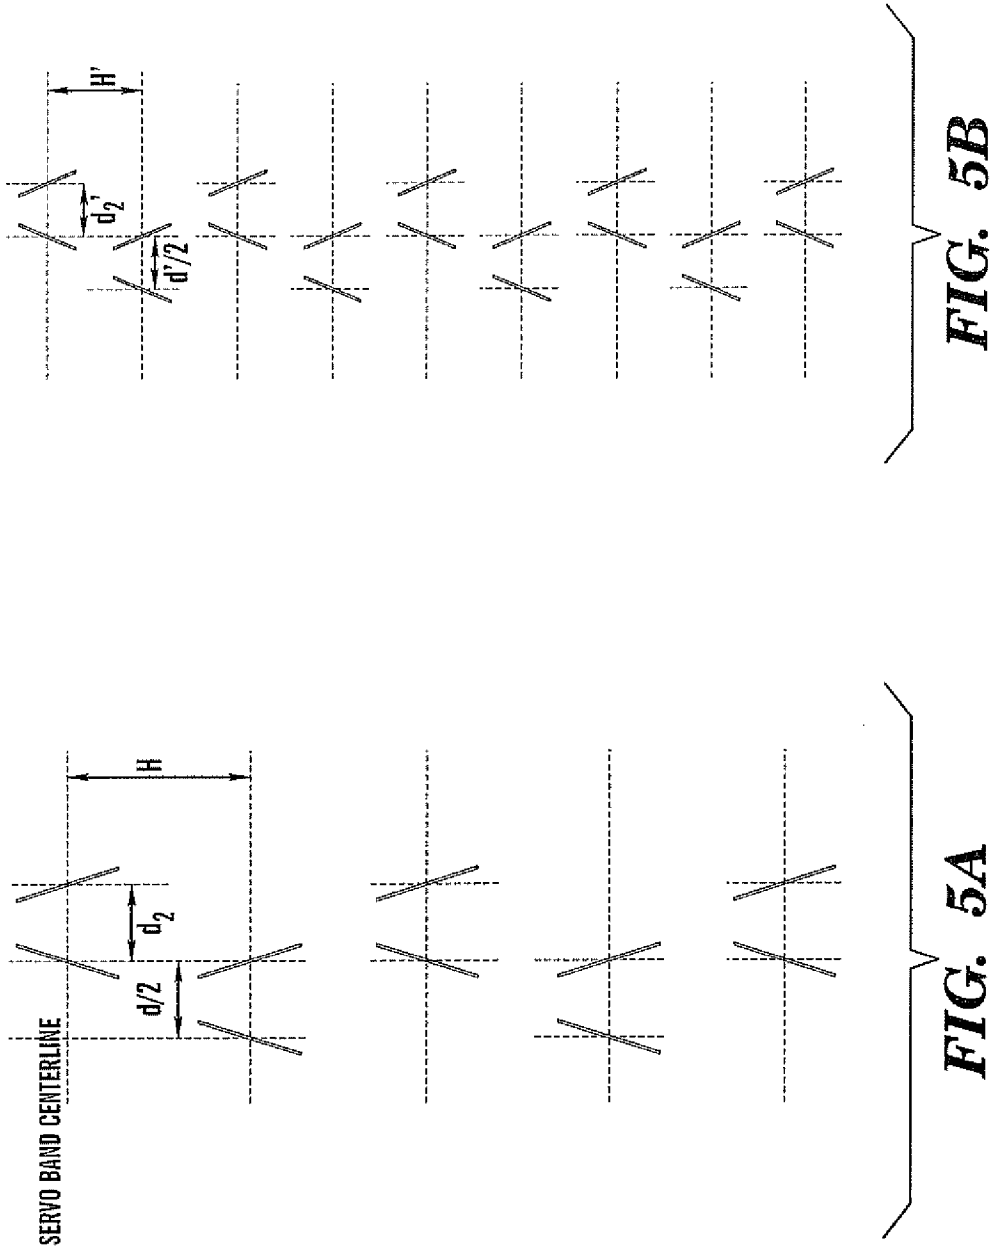 SERVO BAND CENTERLINE
d/2
d2
H
FIG. 5A
d'/2
d2'
H'
FIG. 5B